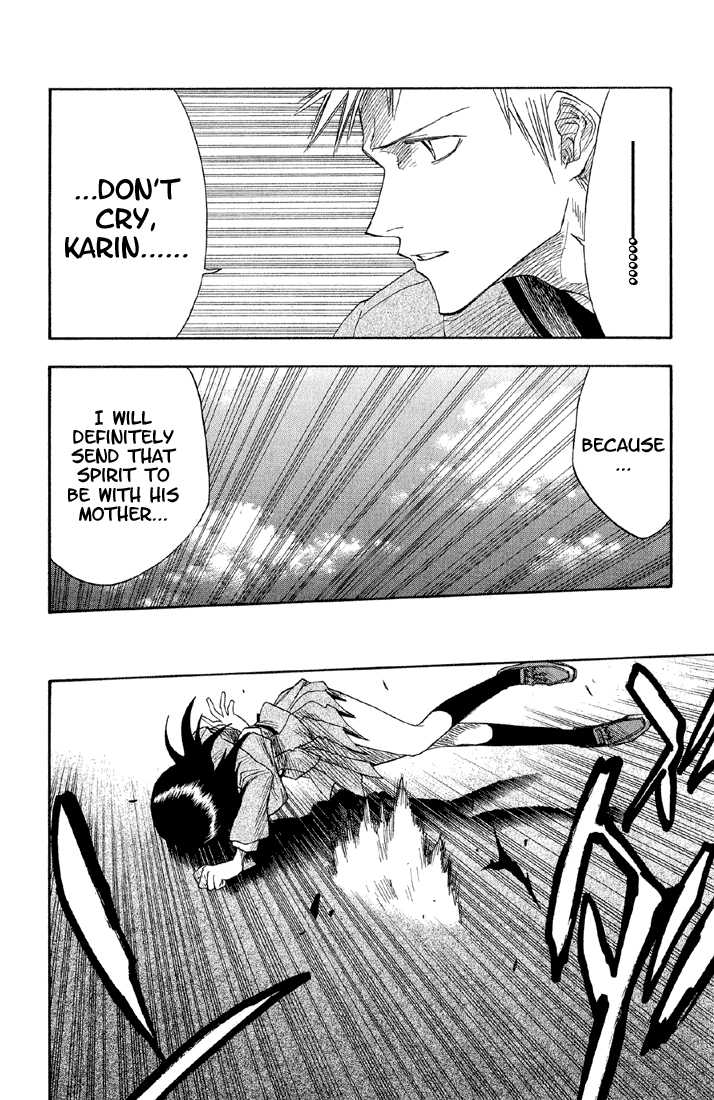 ...DON'T
CRY,
KARIN......
BECAUSE
...
I WILL
DEFINITELY
SEND THAT
SPIRIT TO
BE WITH HIS
MOTHER...